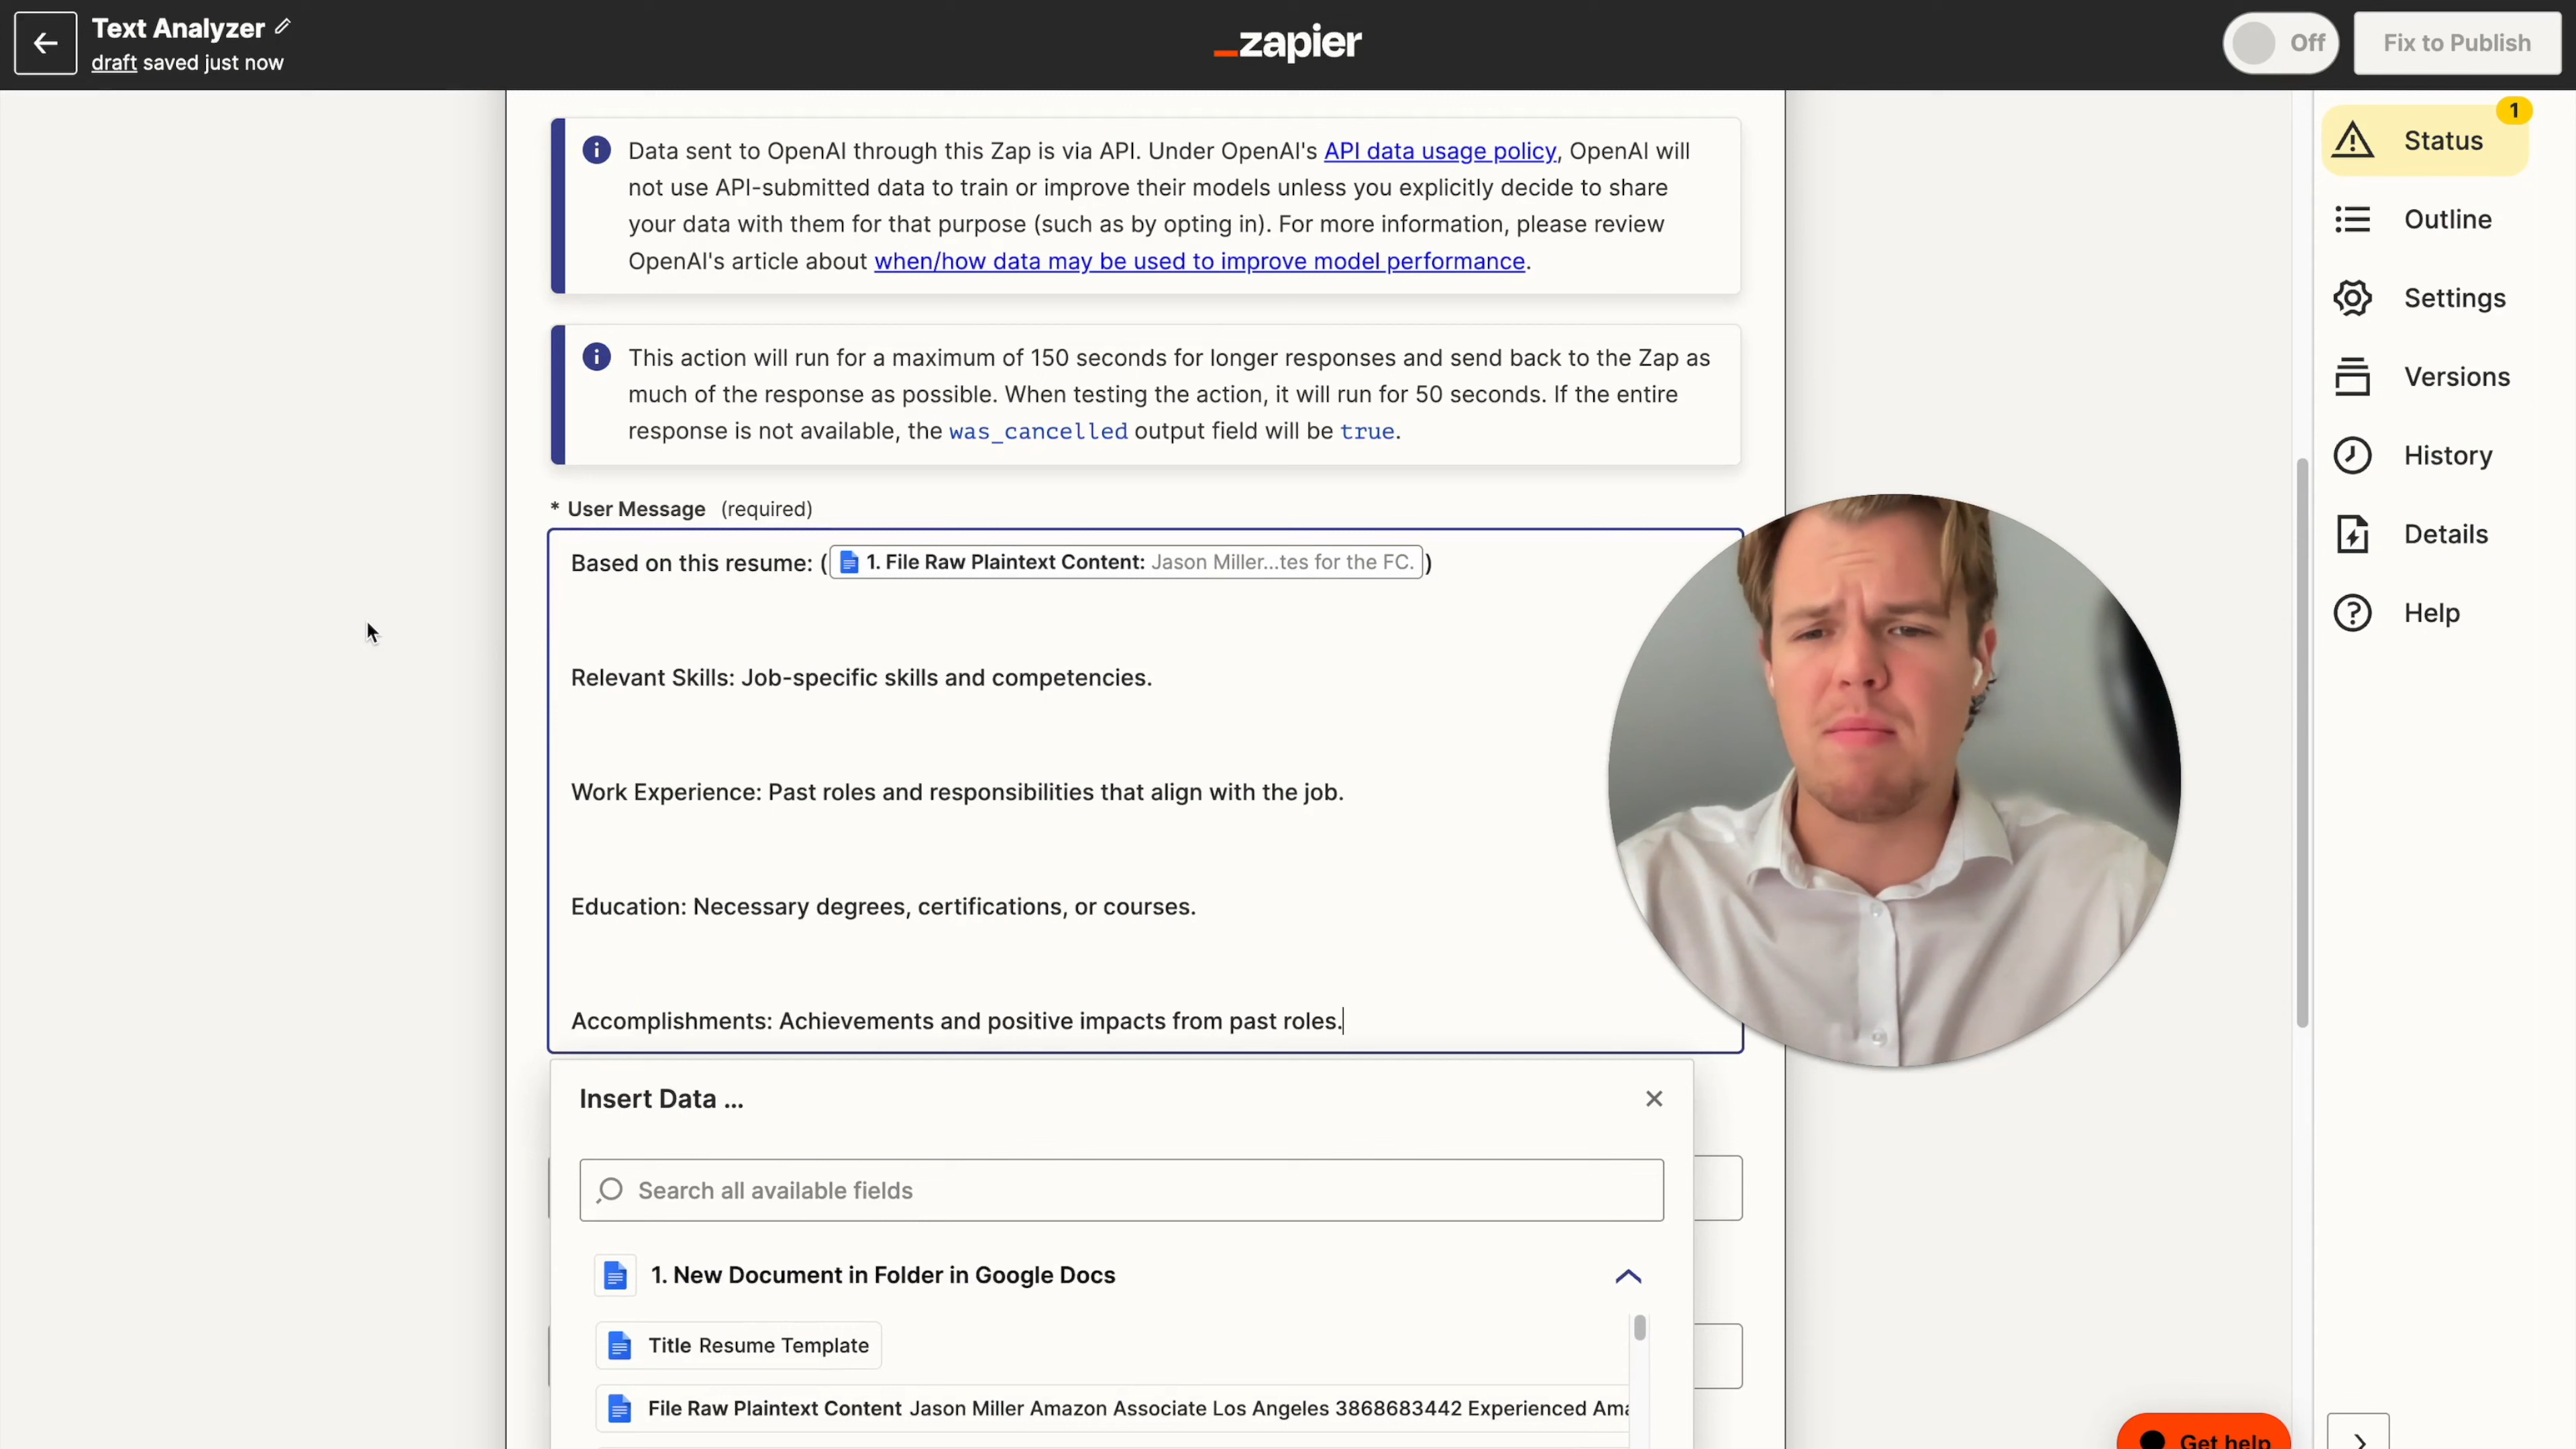 Text Analyzer
draft saved just now
zapier
Off
Fix to Publish
Data sent to OpenAI through this Zap is via API. Under OpenAI's API data usage policy, OpenAI will
not use API-submitted data to train or improve their models unless you explicitly decide to share
your data with them for that purpose (such as by opting in). For more information, please review
OpenAI's article about when/how data may be used to improve model performance.
This action will run for a maximum of 150 seconds for longer responses and send back to the Zap as
much of the response as possible. When testing the action, it will run for 50 seconds. If the entire
response is not available, the was_cancelled output field will be true.
* User Message (required)
Based on this resume: ( 1. File Raw Plaintext Content: Jason Miller...tes for the FC. )
Relevant Skills: Job-specific skills and competencies.
Work Experience: Past roles and responsibilities that align with the job.
Education: Necessary degrees, certifications, or courses.
Accomplishments: Achievements and positive impacts from past roles.
Insert Data ...
Search all available fields
1. New Document in Folder in Google Docs
Title Resume Template
File Raw Plaintext Content Jason Miller Amazon Associate Los Angeles 3868683442 Experienced Ama
1
Status
Outline
Settings
Versions
History
Details
Help
Get help